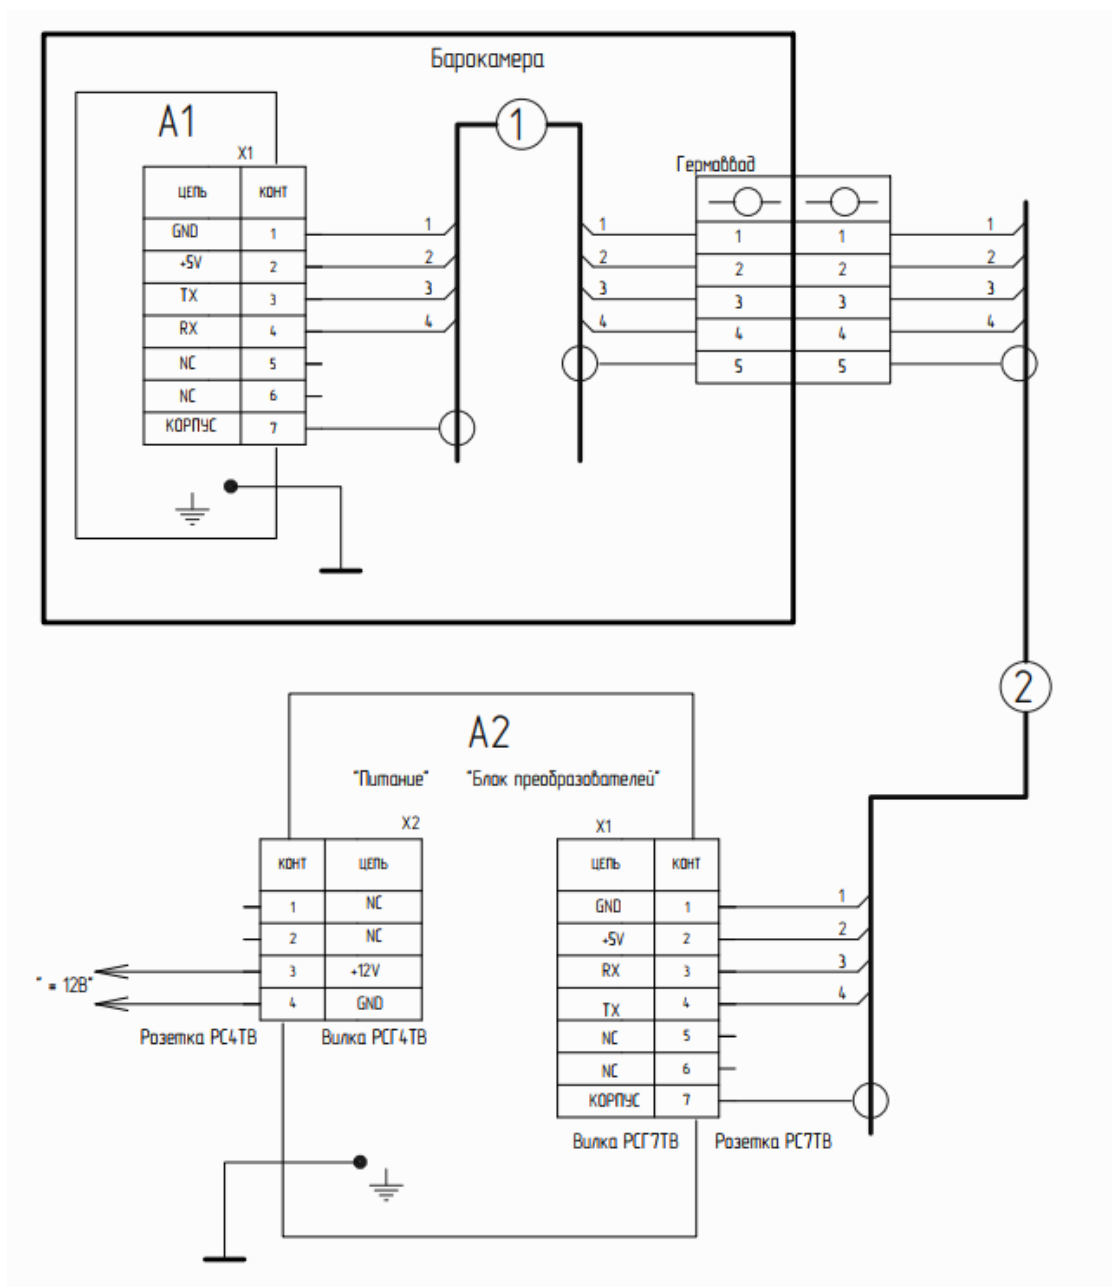 Барокамера
A1
X1
ЦЕПЬ КОНТ
GND 1
+5V 2
TX 3
RX 4
NC 5
NC 6
КОРПУС 7
1
2
3
4
1
1
2
3
4
Гермоввад
1 1
2 2
3 3
4 4
5 5
1
2
3
4
2
A2
"Питание" "Блок преобразователей"
X2
КОНТ ЦЕПЬ
1 NC
2 NC
3 +12V
4 GND
" = 12В"
Розетка РС4ТВ Вилка РСГ4ТВ
X1
ЦЕПЬ КОНТ
GND 1
+5V 2
RX 3
TX 4
NC 5
NC 6
КОРПУС 7
1
2
3
4
Вилка РСГ7ТВ Розетка РС7ТВ